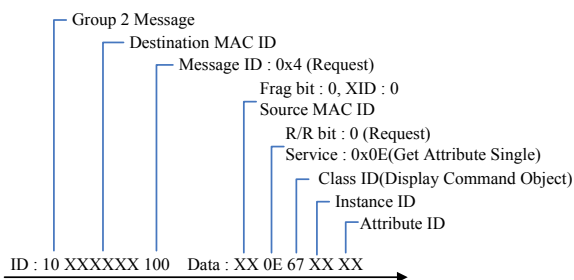 Group 2 Message
Destination MAC ID
Message ID : 0x4 (Request)
Frag bit : 0, XID : 0
Source MAC ID
R/R bit : 0 (Request)
Service : 0x0E(Get Attribute Single)
Class ID(Display Command Object)
Instance ID
Attribute ID
ID : 10 XXXXXX 100 Data : XX 0E 67 XX XX